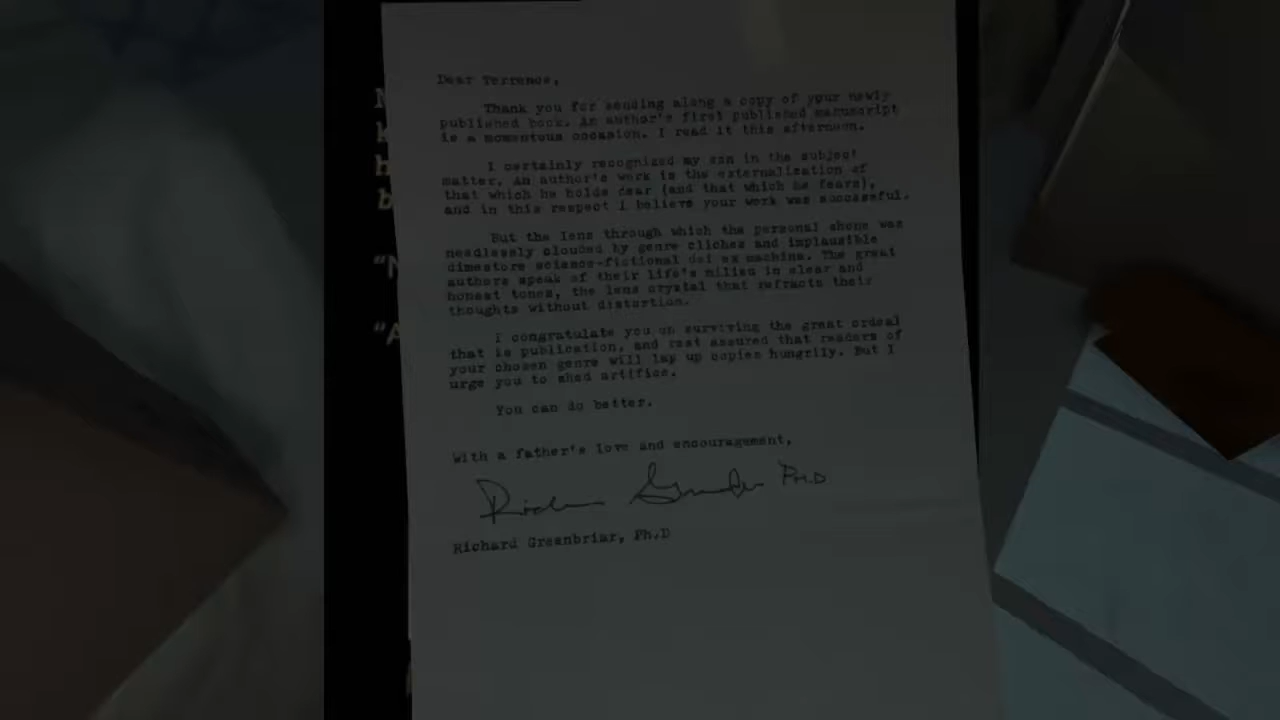 Dear Terrence,
Thank you for sending along a copy of your newly
published book. An author's first published manuscript
is a momentous occasion. I read it this afternoon.
I certainly recognized my son in the subject
matter. An author's work is the externalization of
that which he holds dear (and that which he fears),
and in this respect I believe your work was successful.
But the lens through which the personal shone was
needlessly clouded by genre cliches and implausible
dimestore science-fictional dei ex machina. The great
authors speak of their life's milieu in clear and
honest tones, the lens crystal that refracts their
thoughts without distortion.
I congratulate you on surviving the great ordeal
that is publication, and rest assured that readers of
your chosen genre will lap up copies hungrily. But I
urge you to shed artifice.
You can do better.
With a father's love and encouragement,
Richard Greenbriar, Ph.D